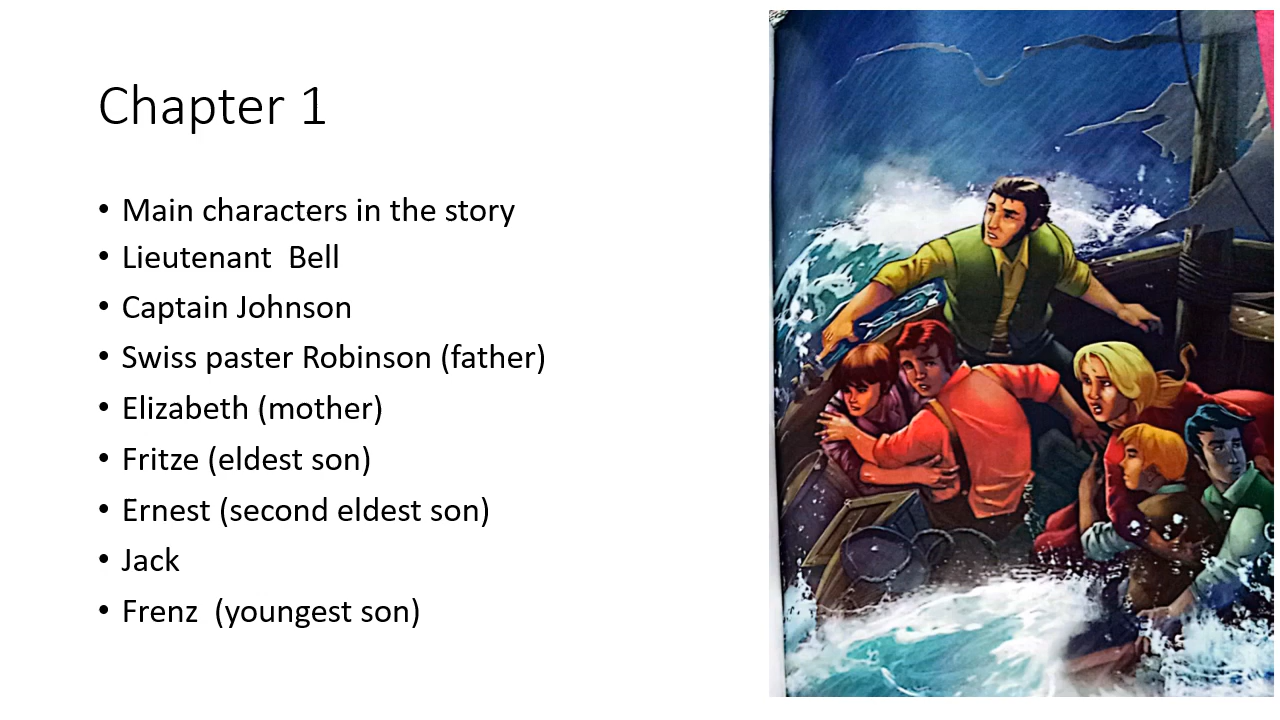 Chapter 1
• Main characters in the story
• Lieutenant  Bell
• Captain Johnson
• Swiss paster Robinson (father)
• Elizabeth (mother)
• Fritze (eldest son)
• Ernest (second eldest son)
• Jack
• Frenz  (youngest son)